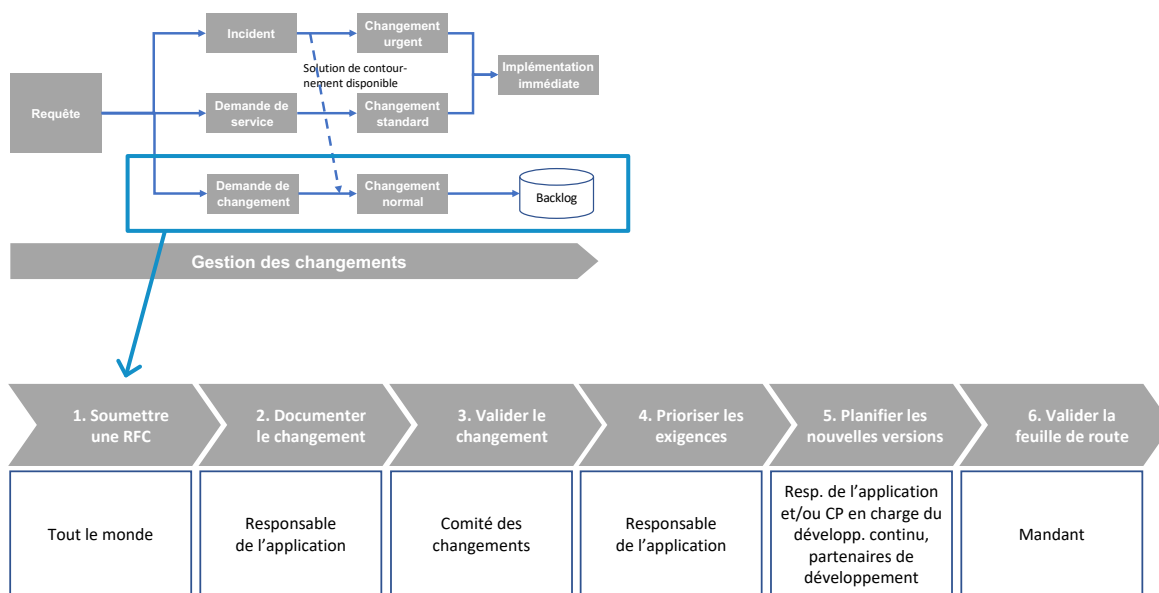 Incident
Changement
urgent
Solution de contour-
nement disponible
Implémentation
immédiate
Requête
Demande de
service
Changement
standard
Demande de
changement
Changement
normal
Backlog
Gestion des changements
1. Soumettre
une RFC
2. Documenter
le changement
3. Valider le
changement
4. Prioriser les
exigences
5. Planifier les
nouvelles versions
6. Valider la
feuille de route
Tout le monde
Responsable
de l’application
Comité des
changements
Responsable
de l’application
Resp. de l’application
et/ou CP en charge du
développ. continu,
partenaires de
développement
Mandant